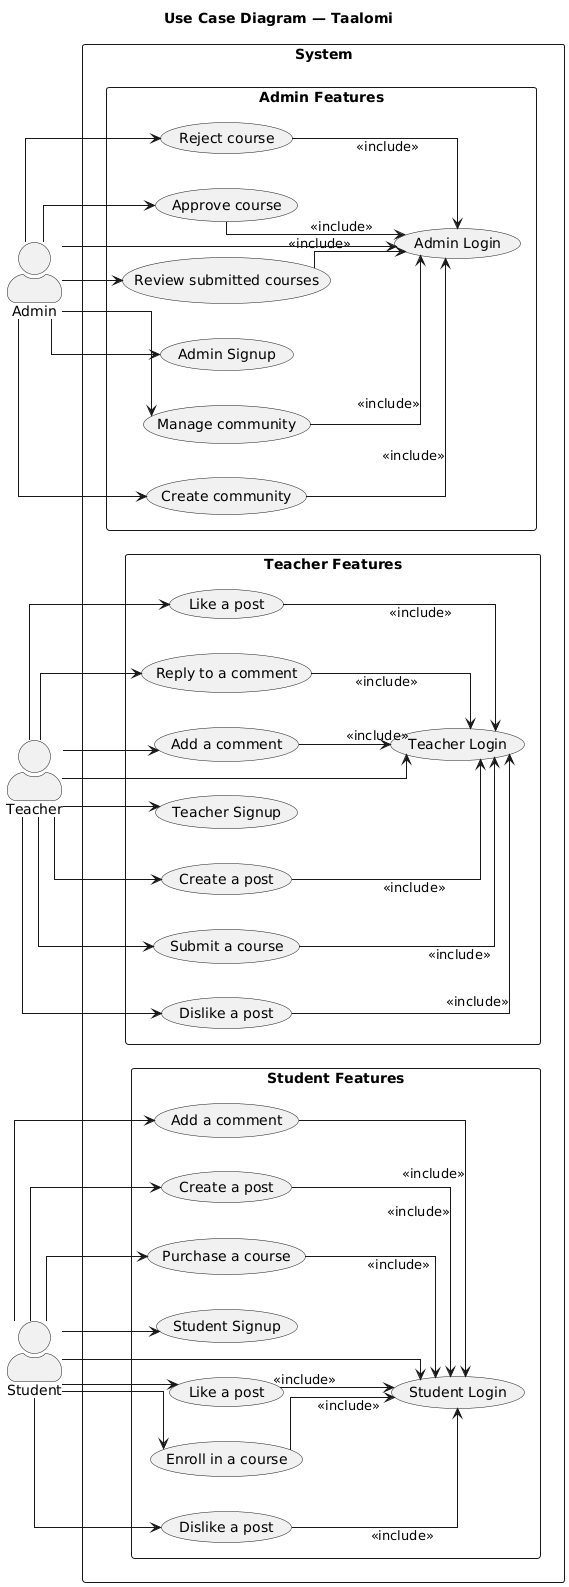 Use Case Diagram — Taalomi
System
Admin Features
Reject course
«include»
Approve course
«include»
Admin Login
«include»
Review submitted courses
Admin
Admin Signup
«include»
Manage community
«include»
Create community
Teacher Features
Like a post
«include»
Reply to a comment
«include»
Add a comment
«include»
Teacher Login
Teacher
Teacher Signup
Create a post
«include»
Submit a course
«include»
Dislike a post
«include»
Student Features
Add a comment
«include»
Create a post
«include»
Purchase a course
«include»
Student Signup
Student
Like a post
«include»
Student Login
«include»
Enroll in a course
Dislike a post
«include»